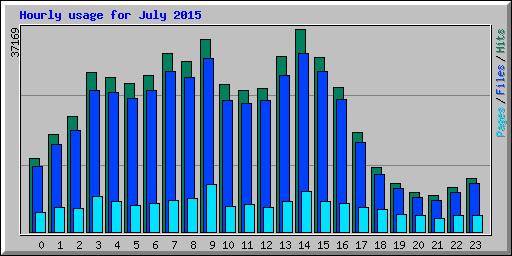 Hourly usage for July 2015
37169
Pages / Files / Hits
0 1 2 3 4 5 6 7 8 9 10 11 12 13 14 15 16 17 18 19 20 21 22 23